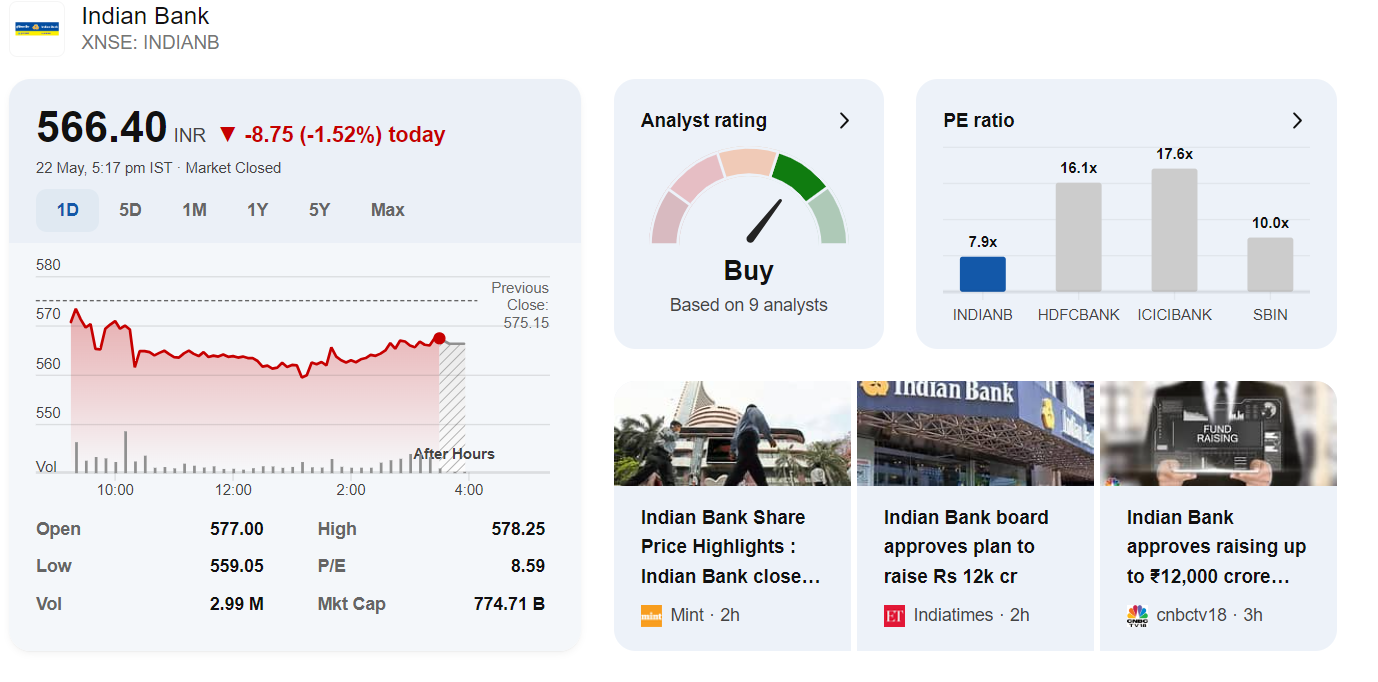 Indian Bank
XNSE: INDIANB
566.40 INR ▼ -8.75 (-1.52%) today
22 May, 5:17 pm IST · Market Closed
1D 5D 1M 1Y 5Y Max
580
570
560
550
Vol
Previous
Close:
575.15
After Hours
10:00 12:00 2:00 4:00
Open 577.00 High 578.25
Low 559.05 P/E 8.59
Vol 2.99 M Mkt Cap 774.71 B
Analyst rating
Buy
Based on 9 analysts
PE ratio
7.9x
16.1x
17.6x
10.0x
INDIANB HDFCBANK ICICIBANK SBIN
Indian Bank Share
Price Highlights :
Indian Bank close...
mint Mint · 2h
Indian Bank
Indian Bank board
approves plan to
raise Rs 12k cr
ET Indiatimes · 2h
FUND
RAISING
Indian Bank
approves raising up
to ₹12,000 crore...
CNBC
TV18
cnbctv18 · 3h